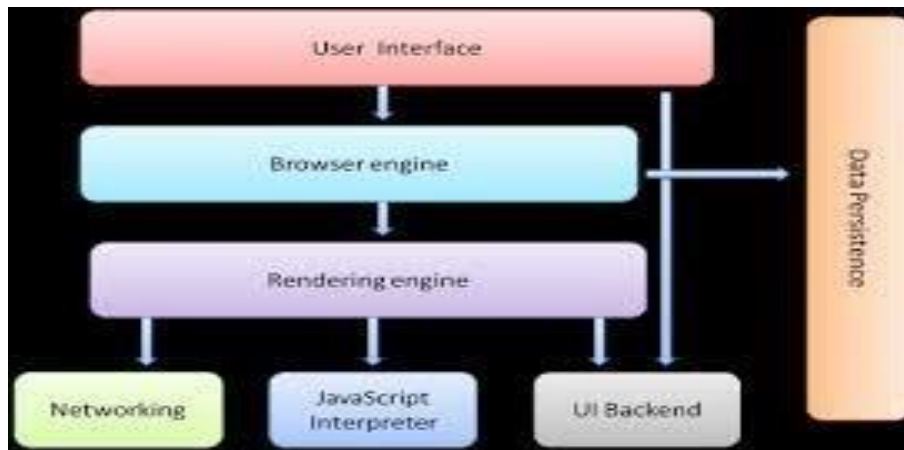 User Interface
Browser engine
Data Persistence
Rendering engine
Networking
JavaScript
Interpreter
UI Backend